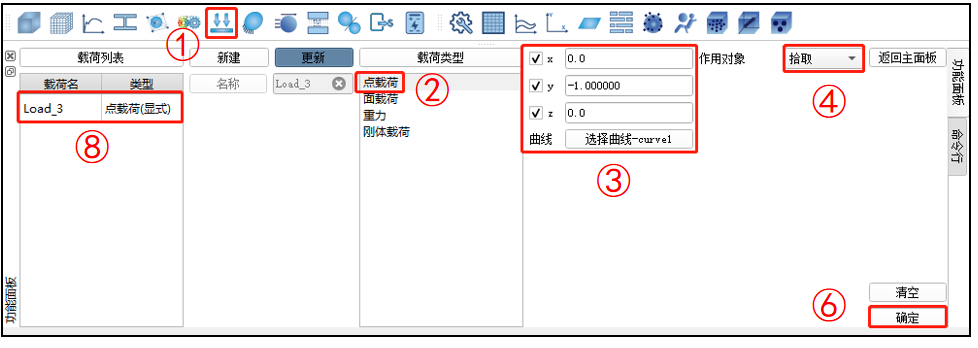 ①
载荷列表
新建
更新
载荷类型
x
0.0
作用对象
拾取
返回主面板
功能面板
载荷名
类型
名称
Load_3
点载荷
②
y
-1.000000
④
Load_3
点载荷(显式)
面载荷
z
0.0
重力
刚体载荷
曲线
选择曲线-curve1
命令行
⑧
③
功能面板
清空
⑥
确定